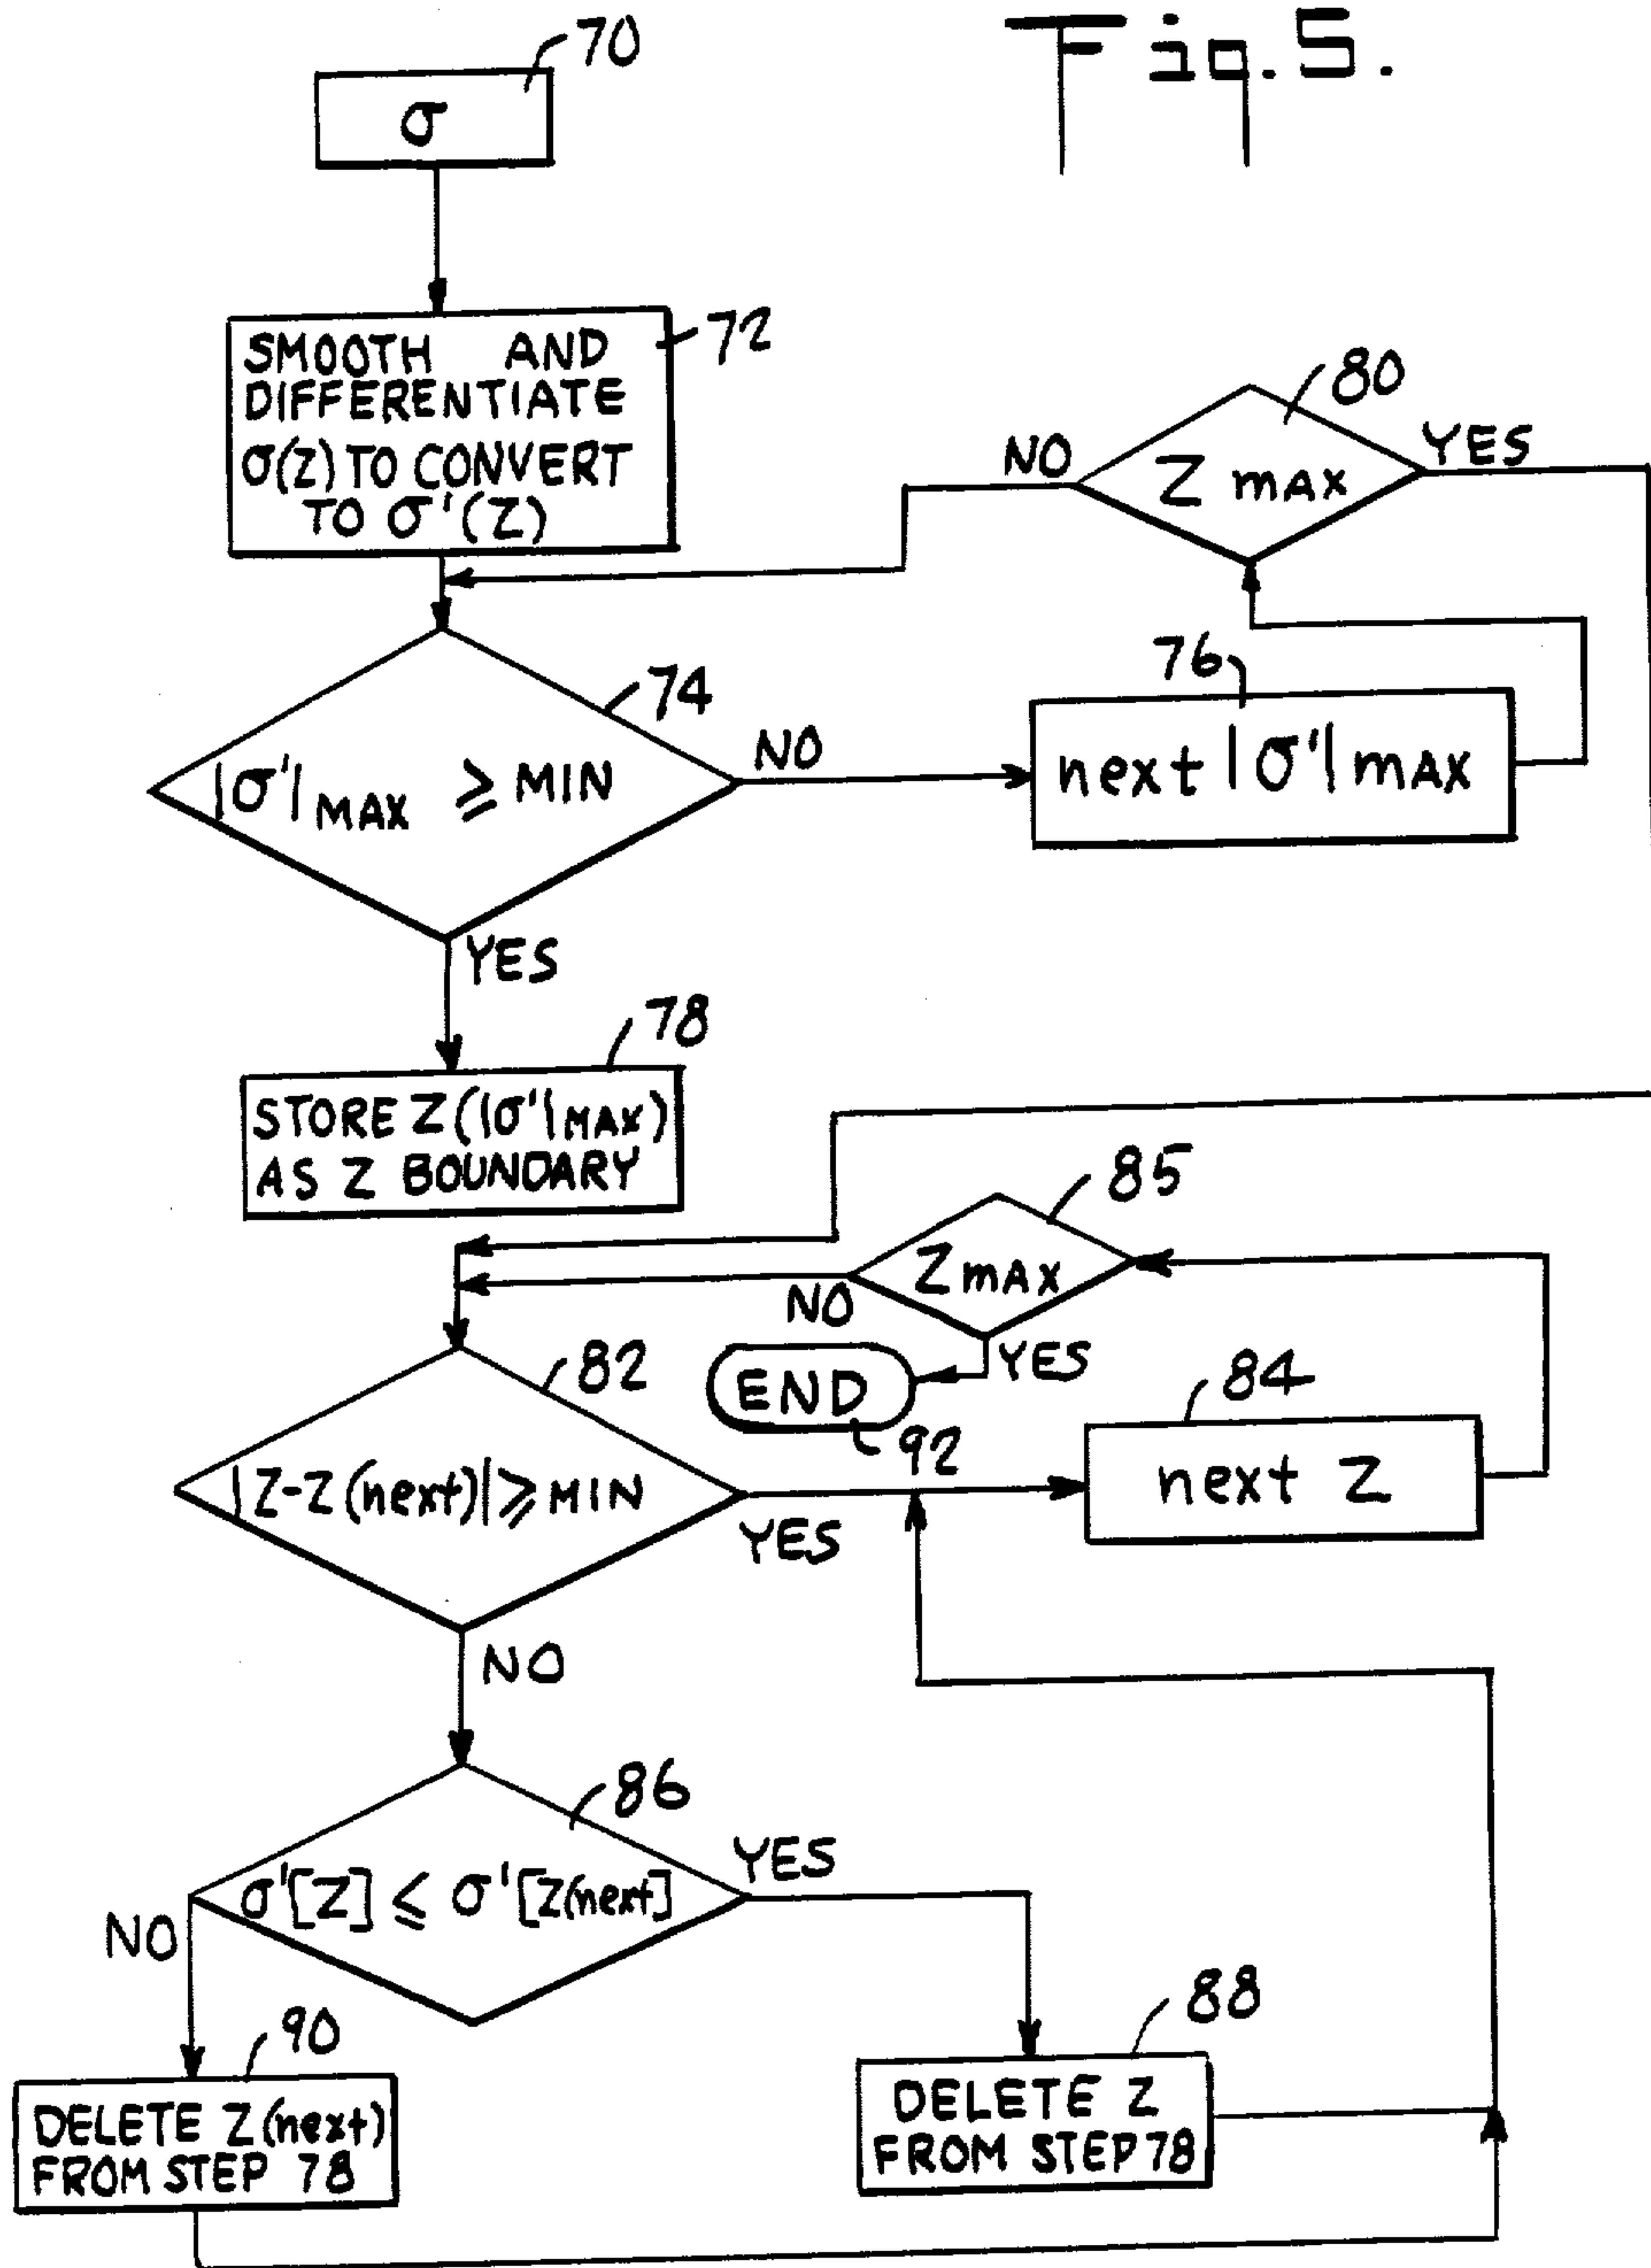 Fig. 5.
70
σ
72
SMOOTH AND
DIFFERENTIATE
σ(Z) TO CONVERT
TO σ'(Z)
80
NO
Z MAX
YES
74
|σ'| MAX ≥ MIN
NO
76
next |σ'| MAX
YES
78
STORE Z(|σ'| MAX)
AS Z BOUNDARY
85
Z MAX
NO
YES
END
92
82
|Z-Z(next)| ≥ MIN
YES
84
next Z
NO
86
σ'[Z] ≤ σ'[Z(next]
YES
NO
90
DELETE Z(next)
FROM STEP 78
88
DELETE Z
FROM STEP 78